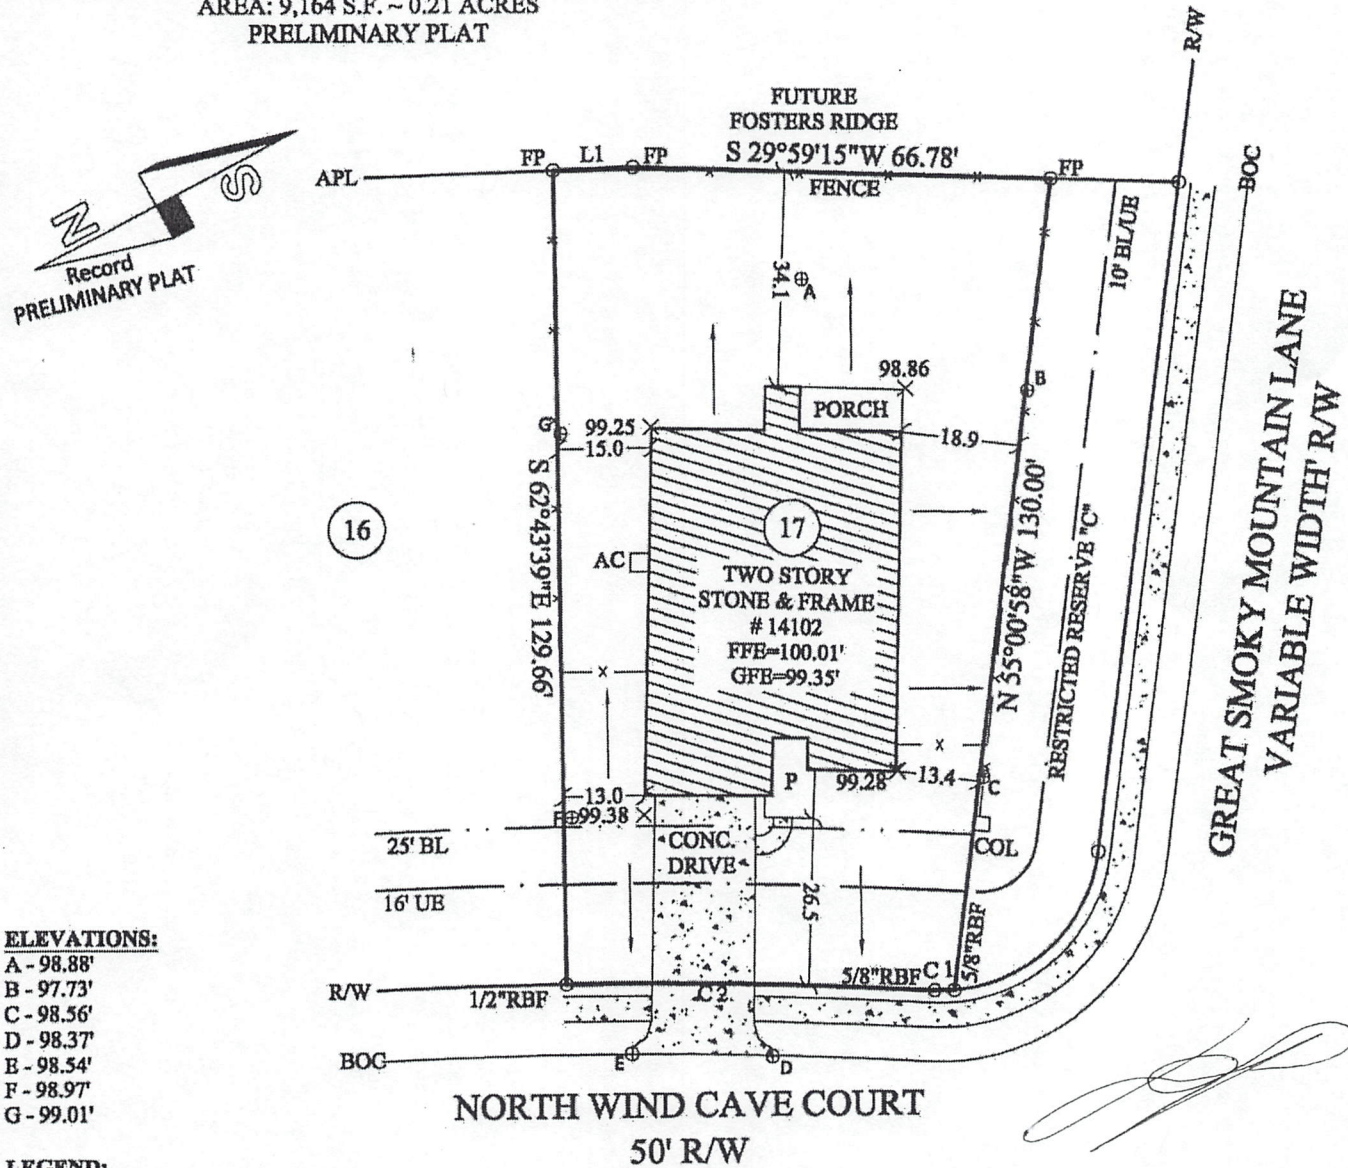 AREA: 9,164 S.F. ~ 0.21 ACRES
PRELIMINARY PLAT
R/W
FUTURE
FOSTERS RIDGE
FP
L1
FP
S 29°59'15"W 66.78'
FP
BOC
APL
FENCE
N
S
Record
PRELIMINARY PLAT
10' BL/UE
34.1
A
98.86
B
PORCH
G
99.25
15.0
18.9
S 62°43'39"E 129.66'
N 55°00'58"W 130.00'
16
17
AC
TWO STORY
STONE & FRAME
# 14102
FFE=100.01'
GFE=99.35'
RESTRICTED RESERVE "C"
GREAT SMOKY MOUNTAIN LANE
VARIABLE WIDTH' R/W
P
99.28
13.4
C
13.0
F
99.38
25' BL
CONC.
DRIVE
COL
16' UE
26.5
5/8"RBF
ELEVATIONS:
A - 98.88'
B - 97.73'
C - 98.56'
D - 98.37'
E - 98.54'
F - 98.97'
G - 99.01'
R/W
1/2"RBF
C 2
5/8"RBF
C 1
BOC
E
D
NORTH WIND CAVE COURT
50' R/W
LEGEND: